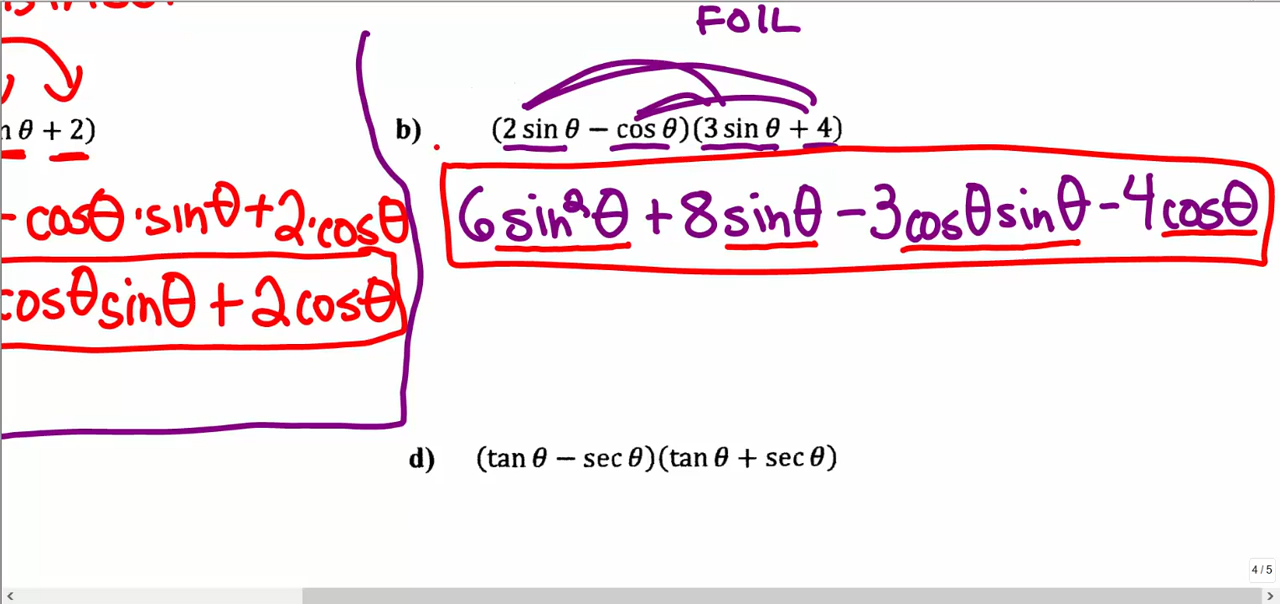 FOIL
n θ + 2)
b) (2 sin θ − cos θ)(3 sin θ + 4)
- cosθ·sinθ+2·cosθ
6sin²θ + 8sinθ - 3cosθsinθ - 4cosθ
cosθsinθ + 2cosθ
d) (tan θ − sec θ)(tan θ + sec θ)
4 / 5